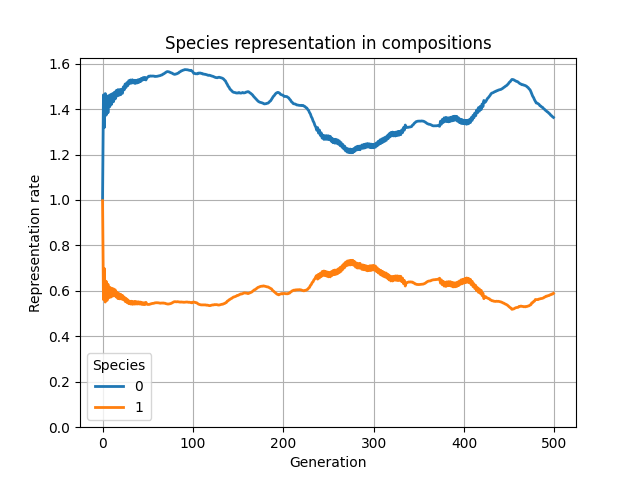 Species representation in compositions
Representation rate
1.6
1.4
1.2
1.0
0.8
0.6
0.4
0.2
0.0
Species
0
1
0 100 200 300 400 500
Generation